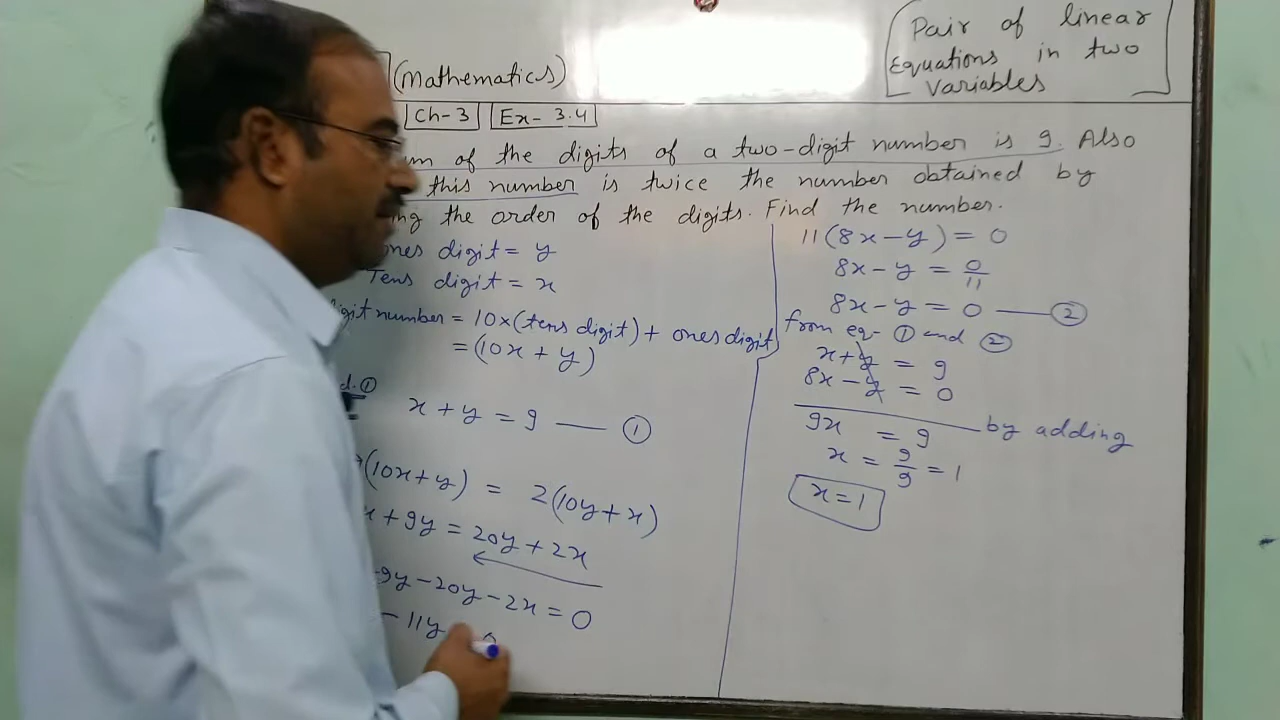 (Mathematics)
Pair of linear
Equations in two
Variables
Ch-3 Ex- 3.4
of the digits of a two-digit number is 9. Also
this number is twice the number obtained by
the order of the digits. Find the number.
ones digit = y
Tens digit = x
number = 10×(tens digit) + ones digit
= (10x + y)
x + y = 9 —— ①
(10x+y) = 2(10y+x)
+ 9y = 20y + 2x
9y - 20y - 2x = 0
- 11y
11(8x-y) = 0
8x - y = 0/11
8x - y = 0 —— ②
from eq- ① and ②
x+y = 9
8x - y = 0
by adding
9x = 9
x = 9/9 = 1
x = 1